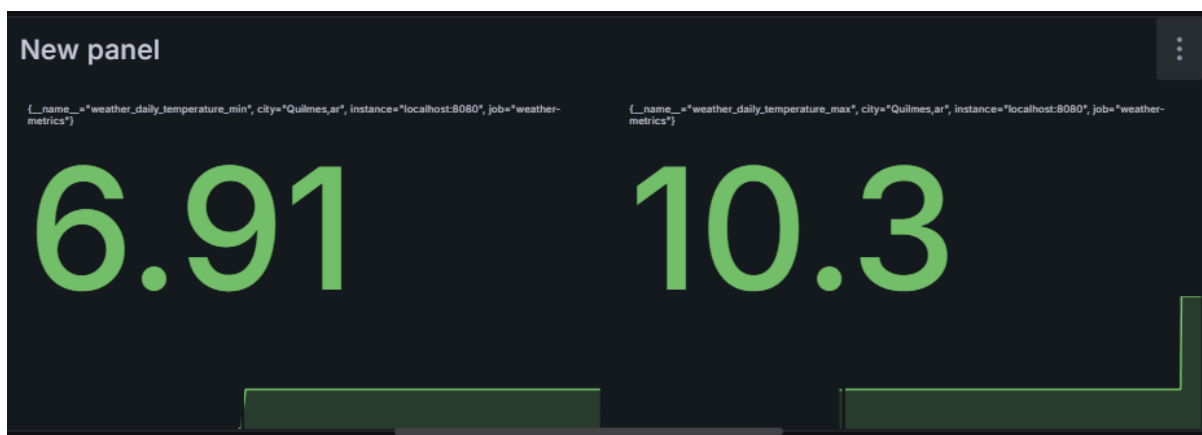 New panel
{__name__="weather_daily_temperature_min", city="Quilmes,ar", instance="localhost:8080", job="weather-
metrics"}
6.91
{__name__="weather_daily_temperature_max", city="Quilmes,ar", instance="localhost:8080", job="weather-
metrics"}
10.3